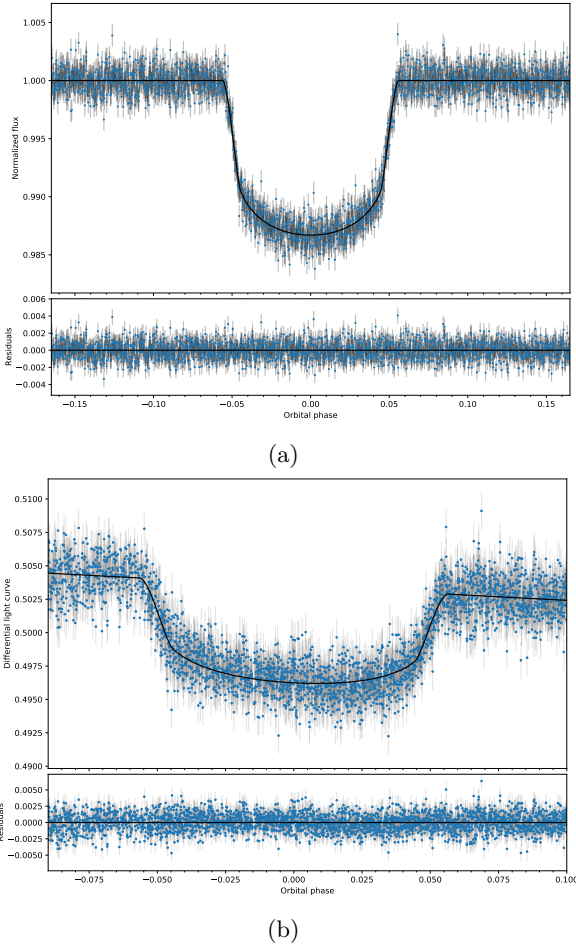 1.005
1.000
0.995
0.990
0.985
Normalized flux
0.006
0.004
0.002
0.000
−0.002
−0.004
Residuals
−0.15 −0.10 −0.05 0.00 0.05 0.10 0.15
Orbital phase
(a)
0.5100
0.5075
0.5050
0.5025
0.5000
0.4975
0.4950
0.4925
0.4900
Differential light curve
0.0050
0.0025
0.0000
−0.0025
−0.0050
Residuals
−0.075 −0.050 −0.025 0.000 0.025 0.050 0.075 0.100
Orbital phase
(b)